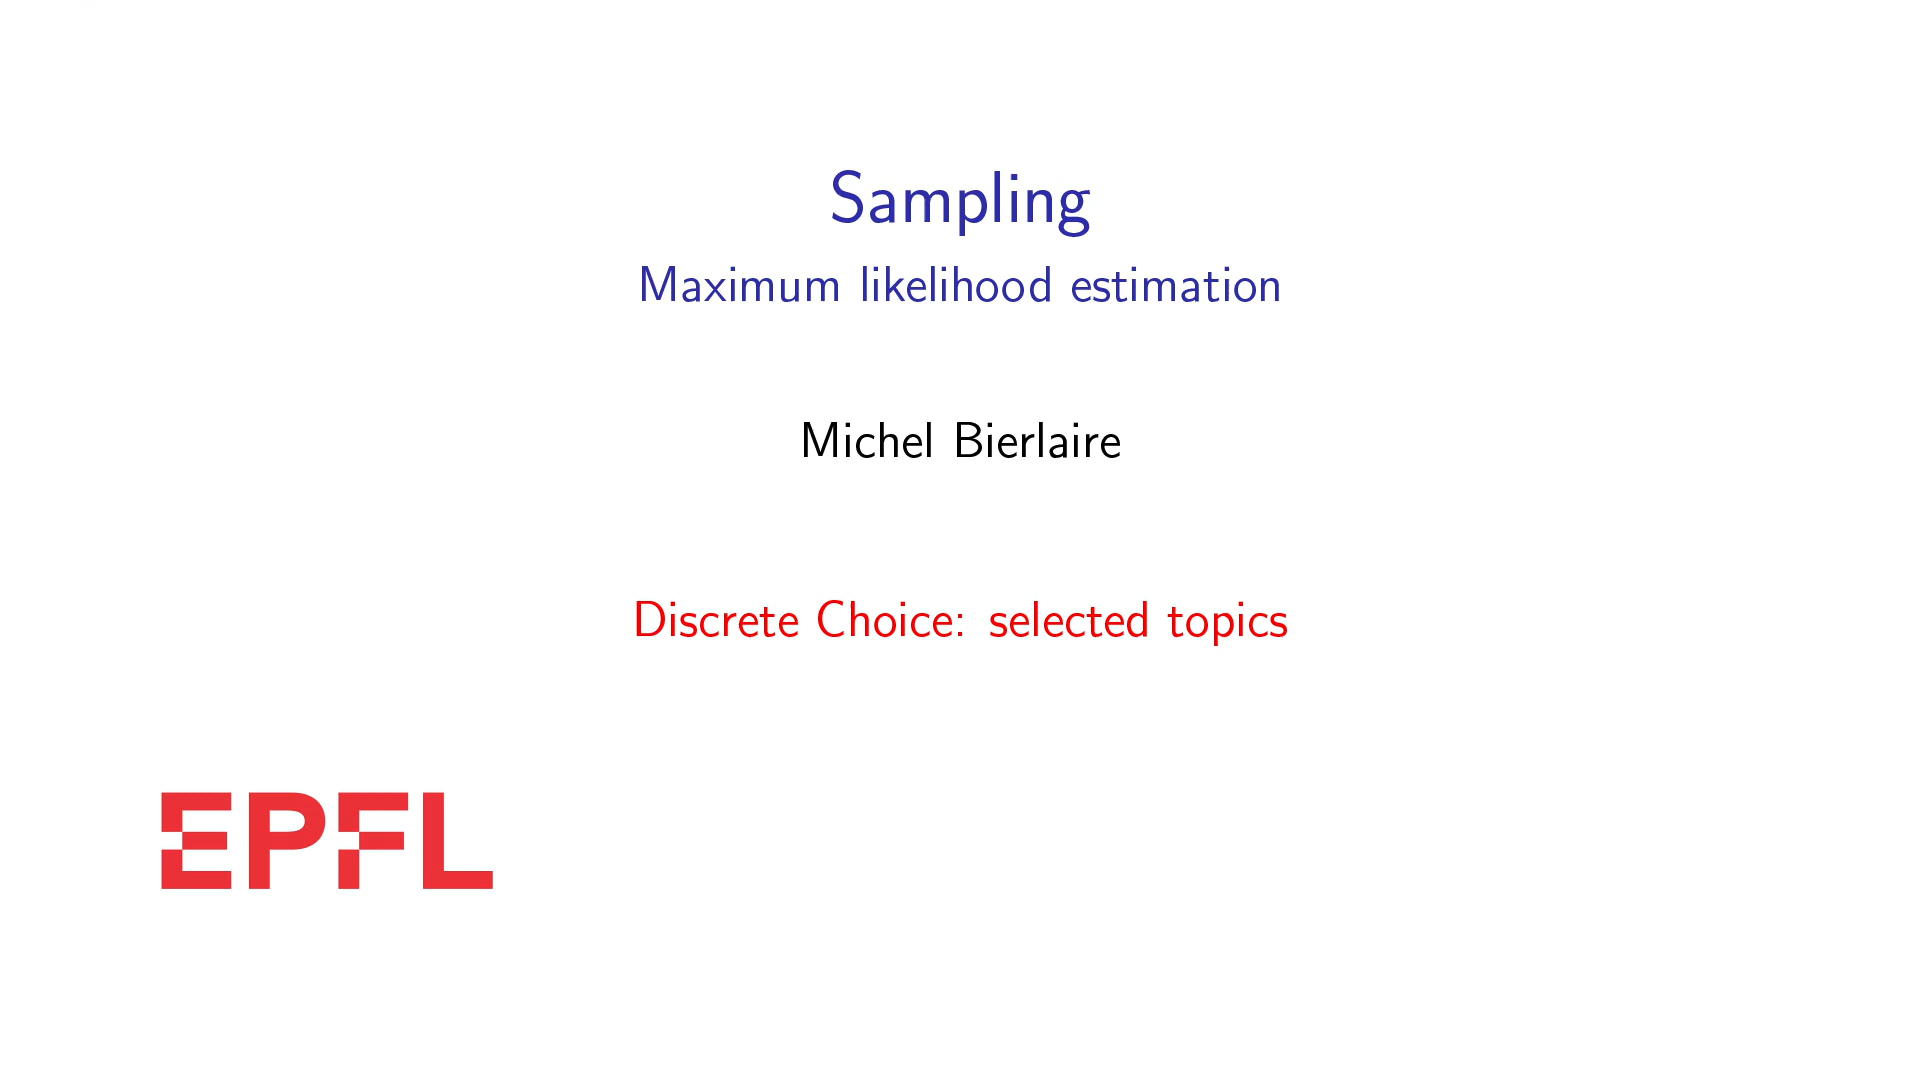 Sampling
Maximum likelihood estimation
Michel Bierlaire
Discrete Choice: selected topics
EPFL